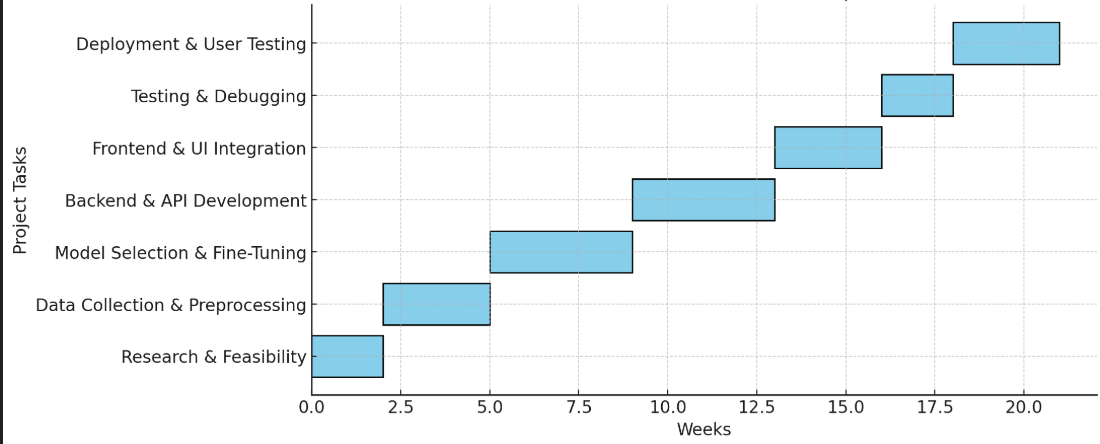 Deployment & User Testing
Testing & Debugging
Frontend & UI Integration
Backend & API Development
Model Selection & Fine-Tuning
Data Collection & Preprocessing
Research & Feasibility
Project Tasks
0.0 2.5 5.0 7.5 10.0 12.5 15.0 17.5 20.0
Weeks